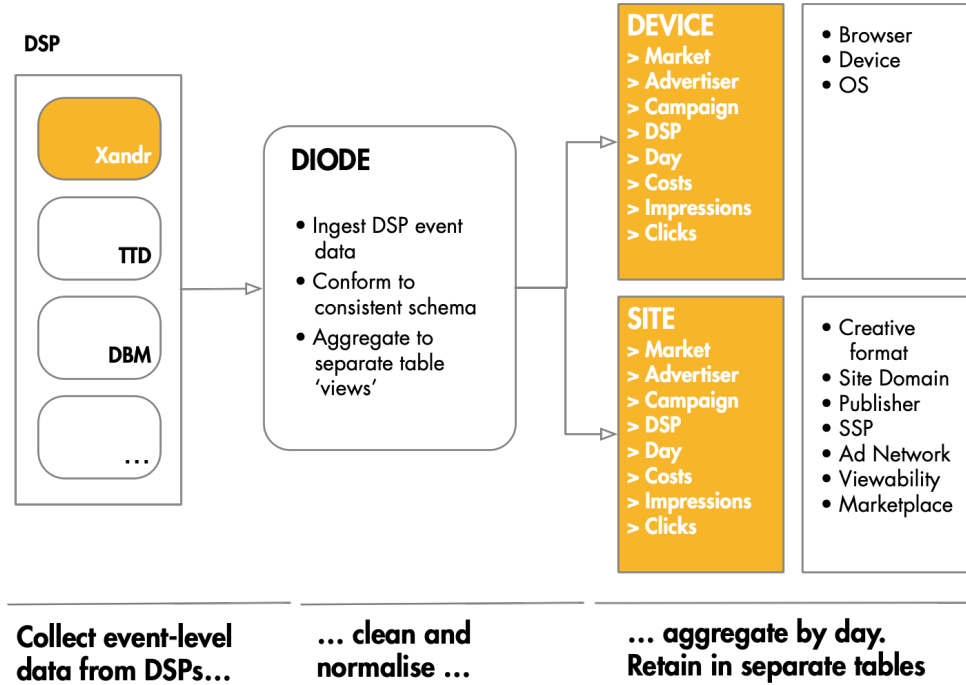 DSP
Xandr
TTD
DBM
...
DIODE
• Ingest DSP event
data
• Conform to
consistent schema
• Aggregate to
separate table
‘views’
DEVICE
> Market
> Advertiser
> Campaign
> DSP
> Day
> Costs
> Impressions
> Clicks
• Browser
• Device
• OS
SITE
> Market
> Advertiser
> Campaign
> DSP
> Day
> Costs
> Impressions
> Clicks
• Creative
format
• Site Domain
• Publisher
• SSP
• Ad Network
• Viewability
• Marketplace
Collect event-level
data from DSPs...
... clean and
normalise ...
... aggregate by day.
Retain in separate tables